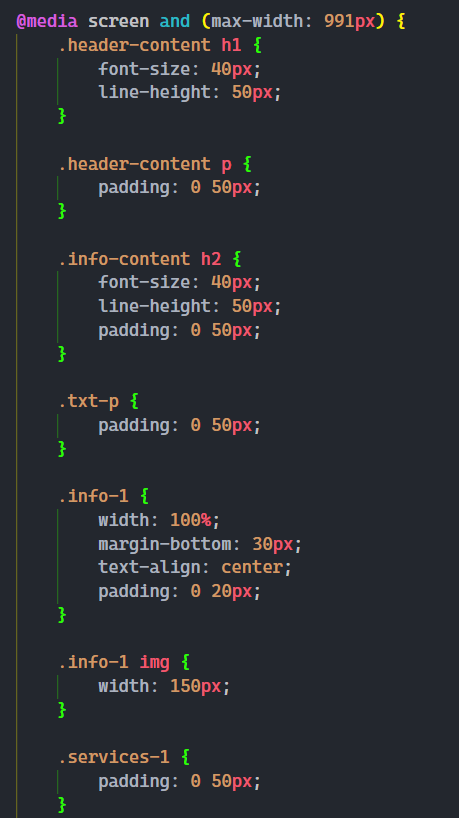 @media screen and (max-width: 991px) {
.header-content h1 {
font-size: 40px;
line-height: 50px;
}
.header-content p {
padding: 0 50px;
}
.info-content h2 {
font-size: 40px;
line-height: 50px;
padding: 0 50px;
}
.txt-p {
padding: 0 50px;
}
.info-1 {
width: 100%;
margin-bottom: 30px;
text-align: center;
padding: 0 20px;
}
.info-1 img {
width: 150px;
}
.services-1 {
padding: 0 50px;
}